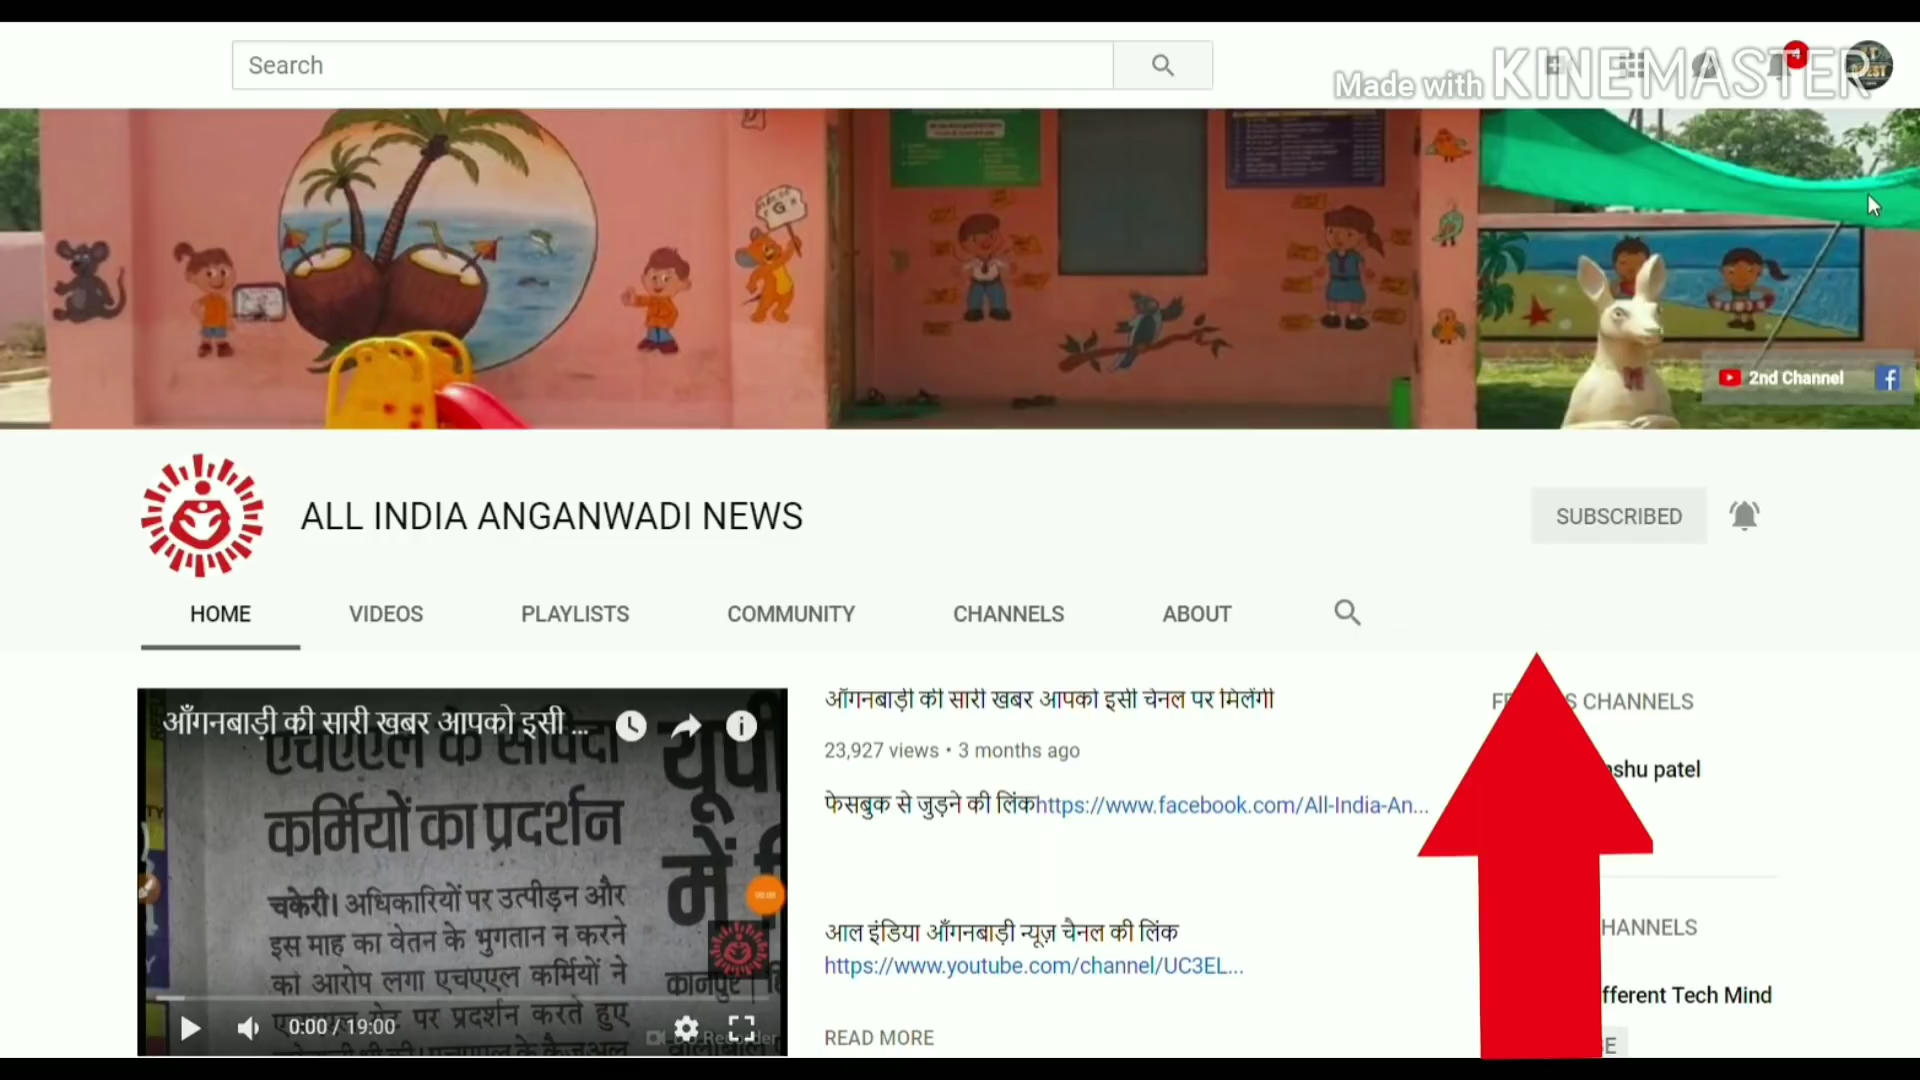 Search
4
Made with KINEMASTER
2nd Channel
ALL INDIA ANGANWADI NEWS
SUBSCRIBED
HOME VIDEOS PLAYLISTS COMMUNITY CHANNELS ABOUT
आँगनबाड़ी की सारी खबर आपको इसी ...
एचएएल के संविदा
कर्मियों का प्रदर्शन
चकेरी। अधिकारियों पर उत्पीड़न और
इस माह का वेतन के भुगतान न करने
का आरोप लगा एचएएल कर्मियों ने
पर प्रदर्शन करते हुए
यूपी
में
कानपुर
0:00 / 19:00
आँगनबाड़ी की सारी खबर आपको इसी चैनल पर मिलेंगी
23,927 views • 3 months ago
फेसबुक से जुड़ने की लिंकhttps://www.facebook.com/All-India-An...
आल इंडिया आँगनबाड़ी न्यूज़ चैनल की लिंक
https://www.youtube.com/channel/UC3EL...
READ MORE
CHANNELS
patel
Tech Mind